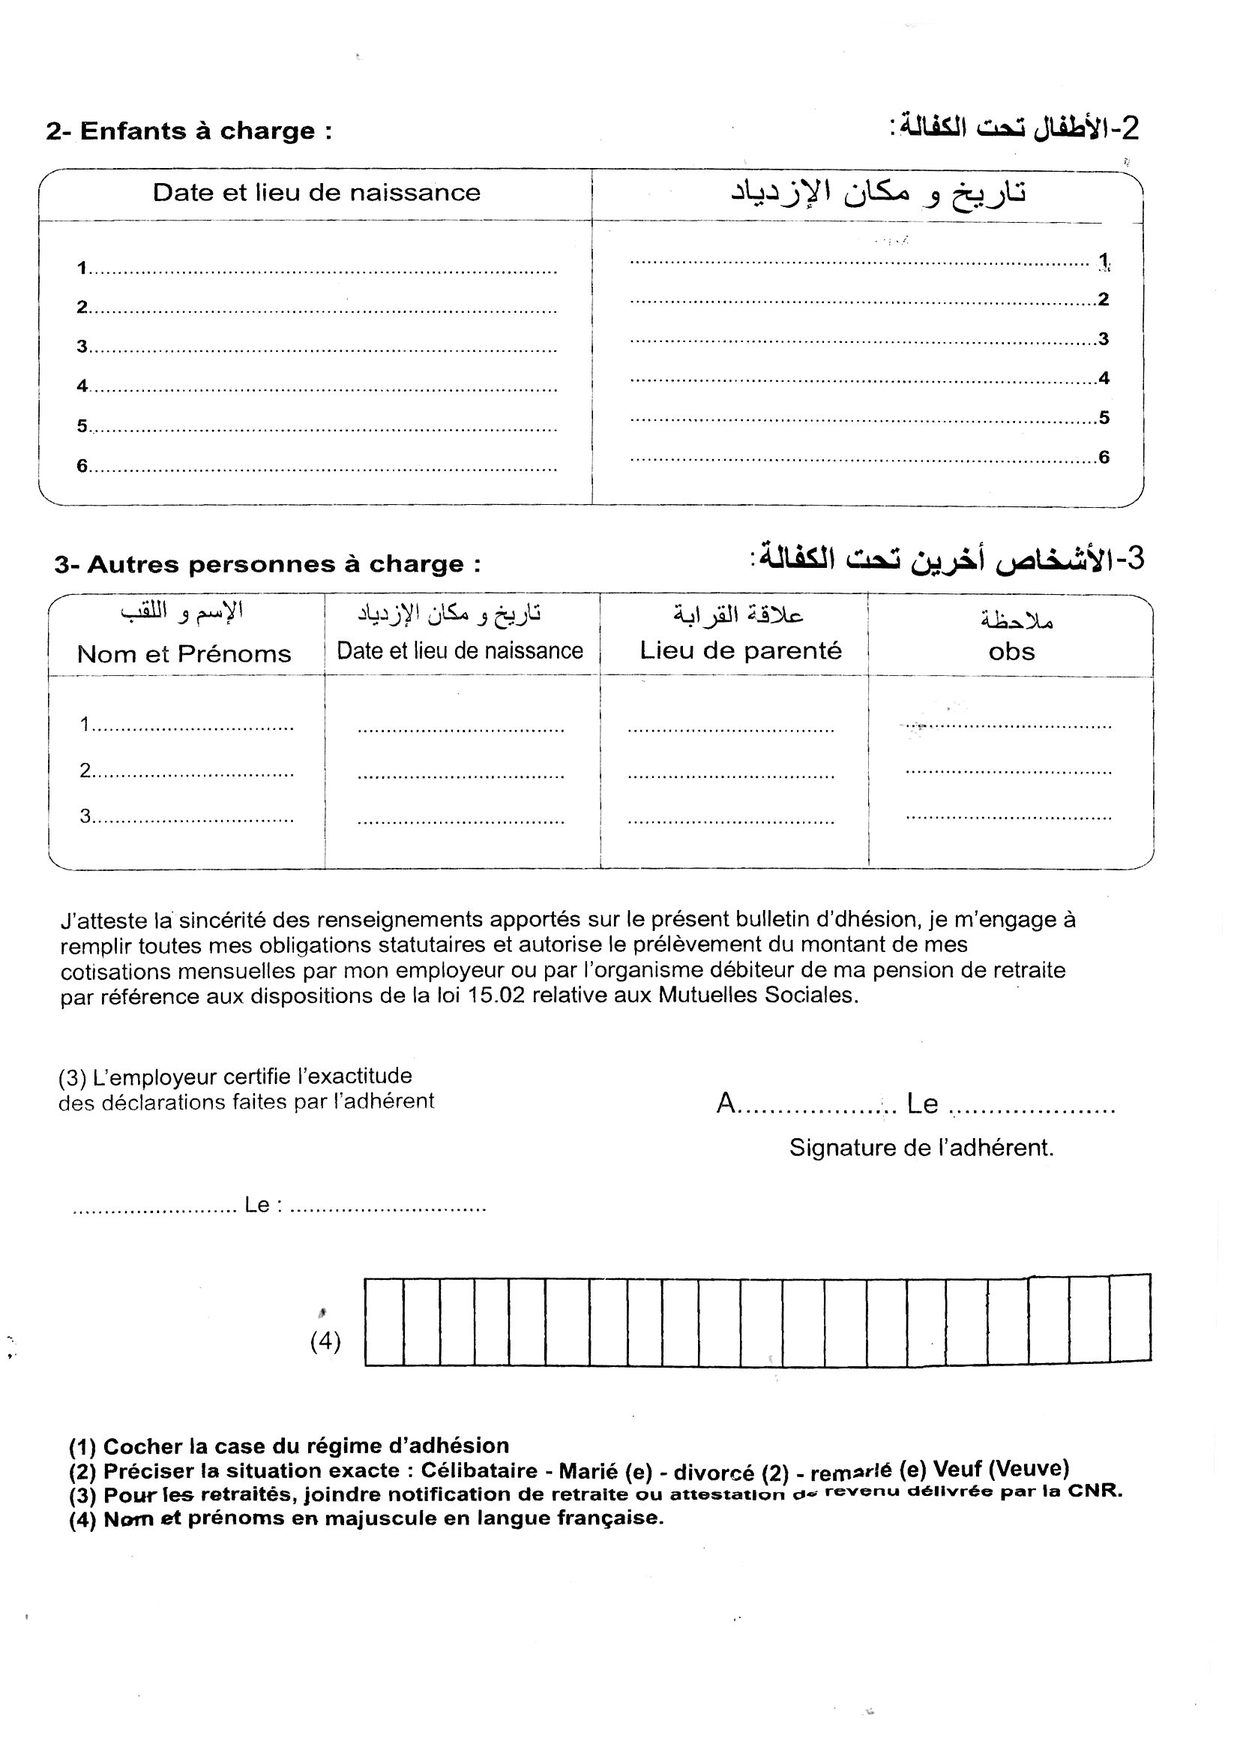 2- Enfants à charge :
2-الأطفال تحت الكفالة:
Date et lieu de naissance
تاريخ و مكان الإزدياد
1..............................
2..............................
3..............................
4..............................
5..............................
6..............................
.............................. 1
..............................2
..............................3
..............................4
..............................5
..............................6
3- Autres personnes à charge :
3-الأشخاص أخرين تحت الكفالة:
الإسم و اللقب
Nom et Prénoms
تاريخ و مكان الإزدياد
Date et lieu de naissance
علاقة القرابة
Lieu de parenté
ملاحظة
obs
1..............................
2..............................
3..............................
J'atteste la sincérité des renseignements apportés sur le présent bulletin d'dhésion, je m'engage à
remplir toutes mes obligations statutaires et autorise le prélèvement du montant de mes
cotisations mensuelles par mon employeur ou par l'organisme débiteur de ma pension de retraite
par référence aux dispositions de la loi 15.02 relative aux Mutuelles Sociales.
(3) L'employeur certifie l'exactitude
des déclarations faites par l'adhérent
A.................... Le .....................
Signature de l'adhérent.
.......................... Le : ...............................
(4)
(1) Cocher la case du régime d'adhésion
(2) Préciser la situation exacte : Célibataire - Marié (e) - divorcé (2) - remarié (e) Veuf (Veuve)
(3) Pour les retraités, joindre notification de retraite ou attestation de revenu délivrée par la CNR.
(4) Nom et prénoms en majuscule en langue française.